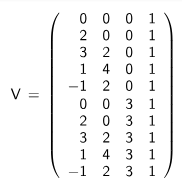 0 0 0 1
2 0 0 1
3 2 0 1
1 4 0 1
V = −1 2 0 1
0 0 3 1
2 0 3 1
3 2 3 1
1 4 3 1
−1 2 3 1